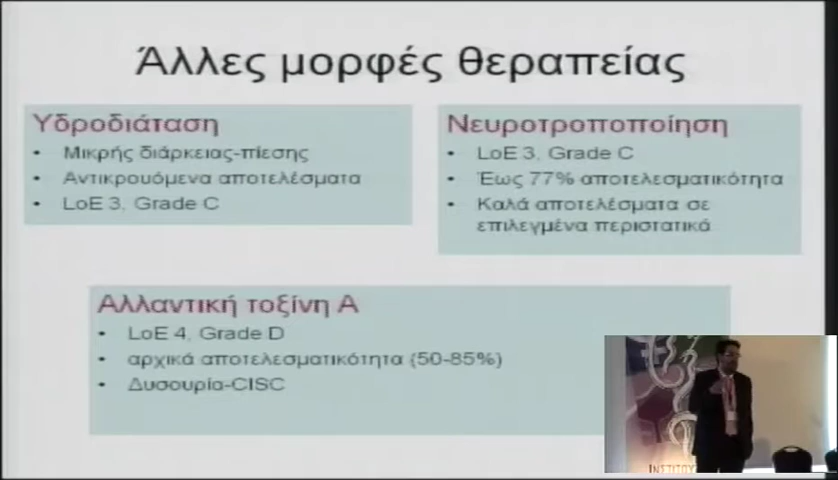 Άλλες μορφές θεραπείας
Υδροδιάταση
• Μικρής διάρκειας-πίεσης
• Αντικρουόμενα αποτελέσματα
• LoE 3, Grade C
Νευροτροποποίηση
• LoE 3, Grade C
• Έως 77% αποτελεσματικότητα
• Καλά αποτελέσματα σε
επιλεγμένα περιστατικά
Αλλαντική τοξίνη Α
• LoE 4, Grade D
• αρχικά αποτελεσματικότητα (50-85%)
• Δυσουρία-CISC